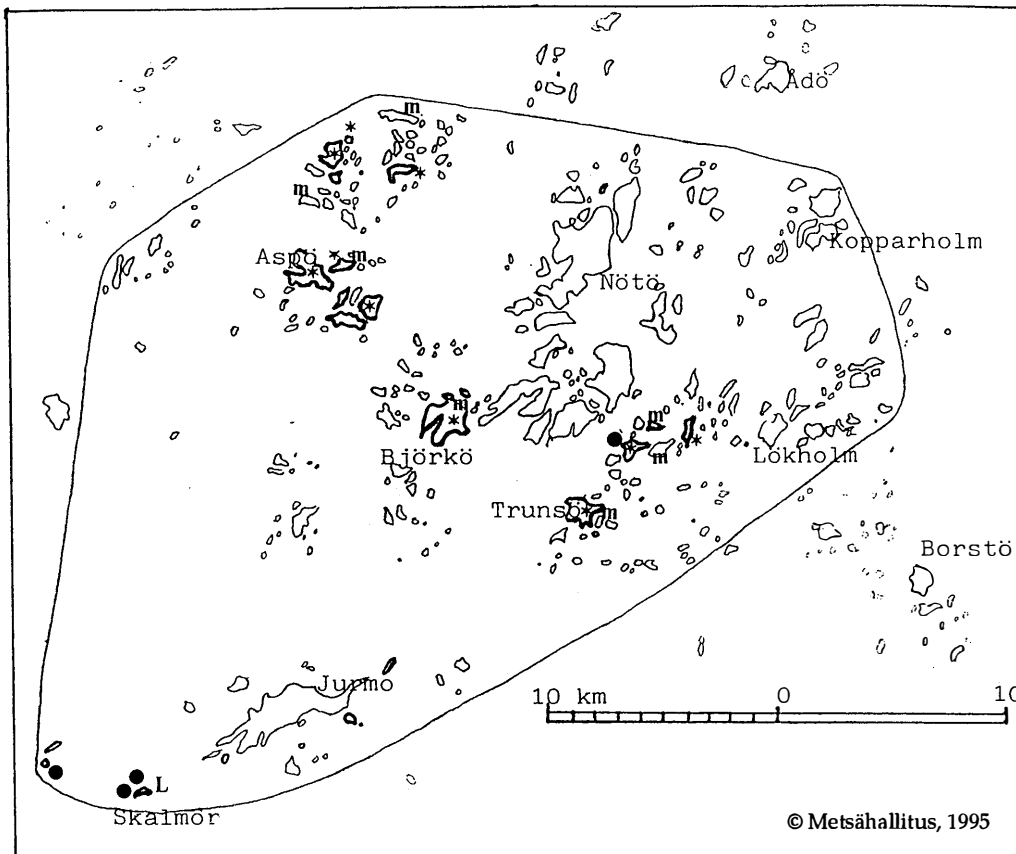 Ådö
m
m
Kopparholm
Aspö
m
Nötö
m
m
Björkö
m
Lökholm
Trunsö
m
Borstö
Jurmo
10 km 0 10
L
Skalmör
© Metsähallitus, 1995